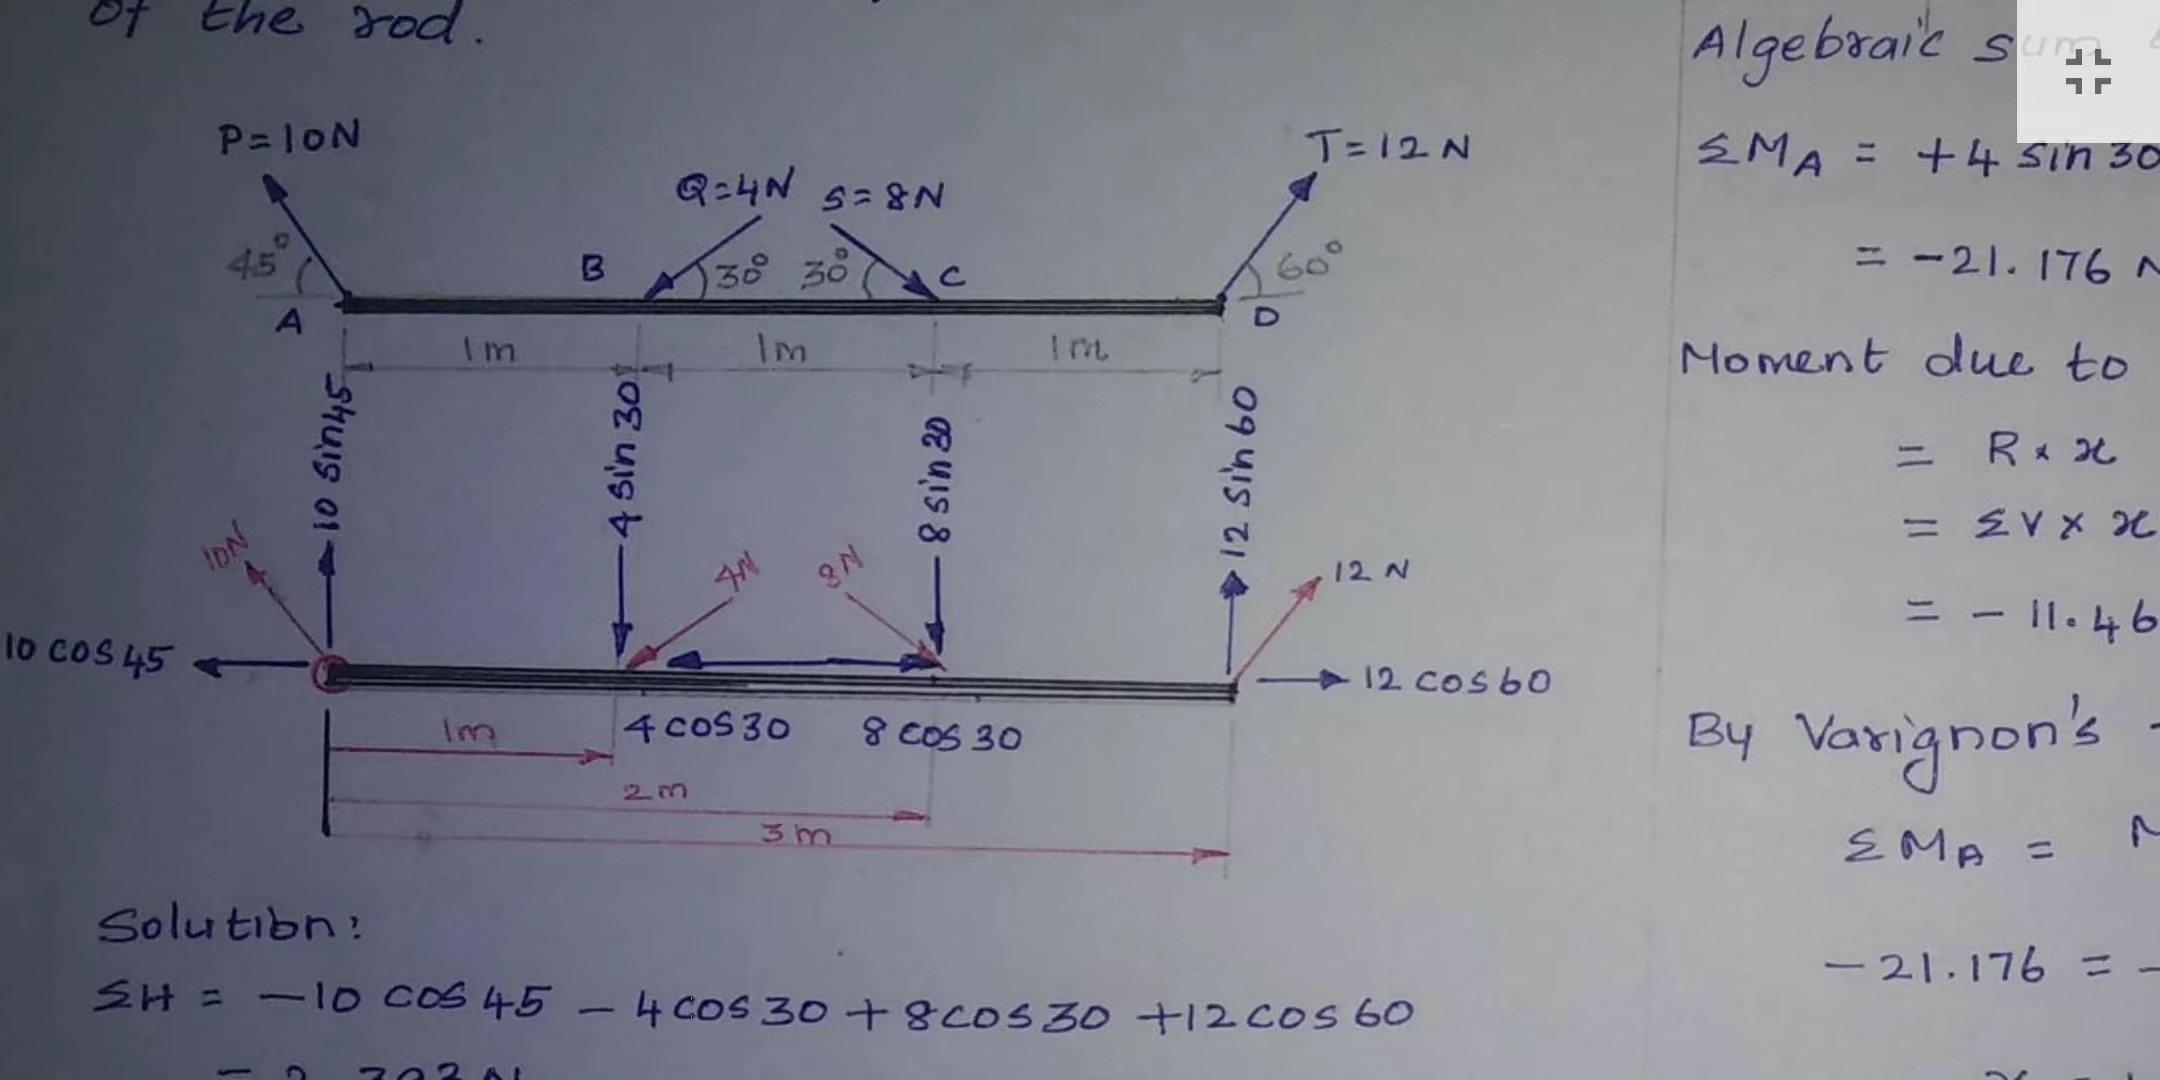 of the rod.
P=10N
Q=4N
S=8N
T=12N
45°
B
30°
30°
C
60°
A
D
1m
1m
1m
10 sin45
4 sin 30
8 sin 30
12 sin 60
10N
4N
8N
12 N
10 cos 45
12 cos 60
4 cos 30
8 cos 30
1m
2m
3m
Solution:
ΣH = -10 cos 45 - 4 cos 30 + 8 cos 30 + 12 cos 60
Algebraic sum
ΣMA = +4 sin 30
= -21.176 N
Moment due to
= R × x
= ΣV × x
= - 11.46
By Varignon's
ΣMA = M
-21.176 = -